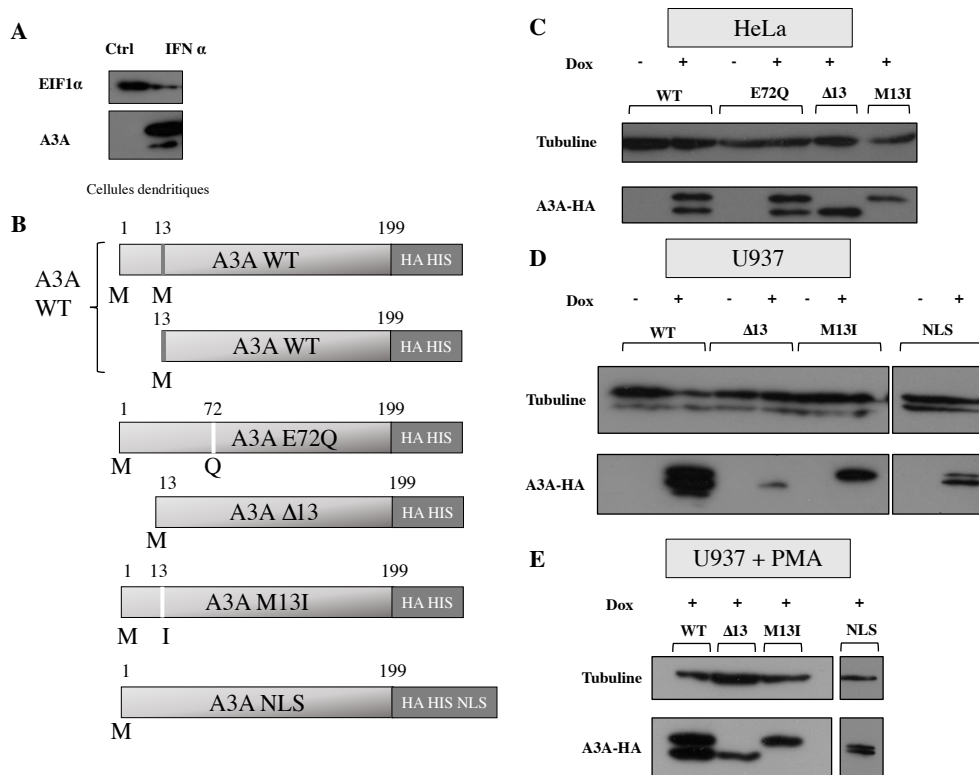 A
Ctrl IFN α
EIF1α
A3A
Cellules dendritiques
B
1 13 199
A3A WT
A3A WT HA HIS
M M
13 199
A3A WT HA HIS
M
1 72 199
A3A E72Q HA HIS
M Q
13 199
A3A Δ13 HA HIS
M
1 13 199
A3A M13I HA HIS
M I
1 199
A3A NLS HA HIS NLS
M
C
HeLa
Dox - + - + + +
WT E72Q Δ13 M13I
Tubuline
A3A-HA
D
U937
Dox - + - + - + - +
WT Δ13 M13I NLS
Tubuline
A3A-HA
E
U937 + PMA
Dox + + + +
WT Δ13 M13I NLS
Tubuline
A3A-HA